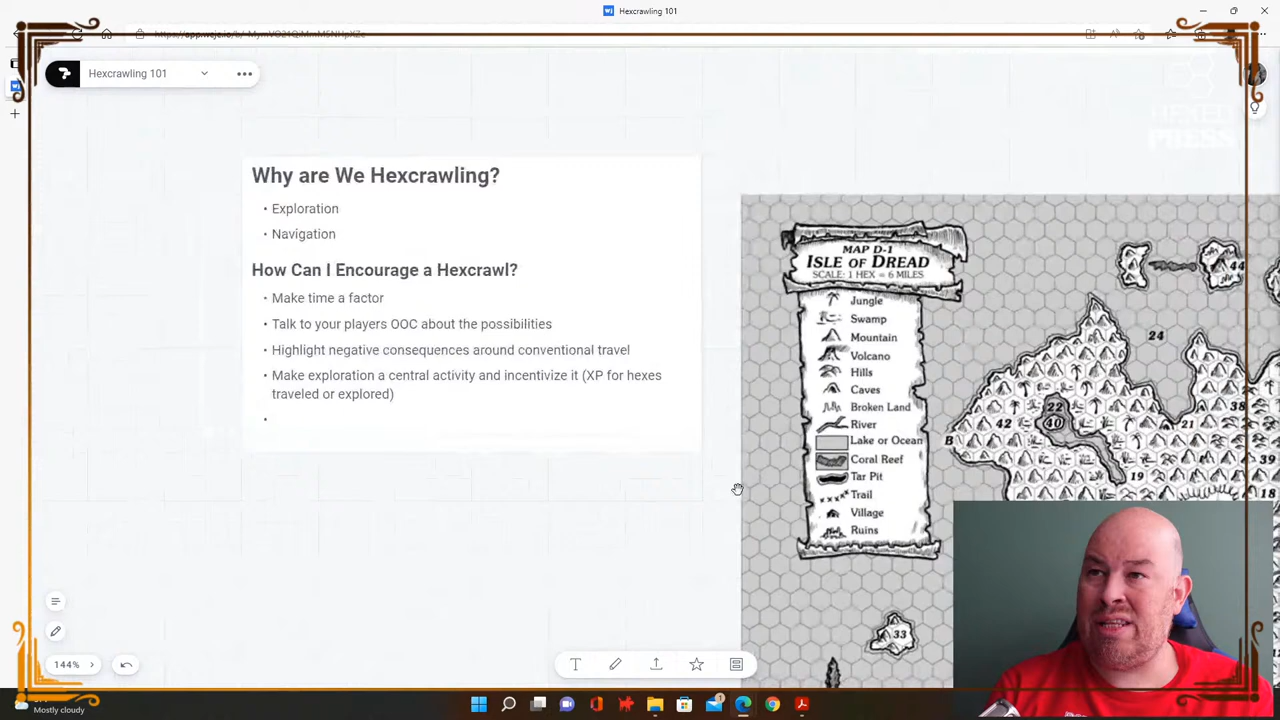 Hexcrawling 101
Hexcrawling 101
HEXED
PRESS
Why are We Hexcrawling?
• Exploration
• Navigation
How Can I Encourage a Hexcrawl?
• Make time a factor
• Talk to your players OOC about the possibilities
• Highlight negative consequences around conventional travel
• Make exploration a central activity and incentivize it (XP for hexes
traveled or explored)
•
MAP D-1
ISLE OF DREAD
SCALE: 1 HEX = 6 MILES
Jungle
Swamp
Mountain
Volcano
Hills
Caves
Broken Land
River
Lake or Ocean
Coral Reef
Tar Pit
Trail
Village
Ruins
44
24
22
42
40
38
21
B
39
19
18
33
144%
Mostly cloudy